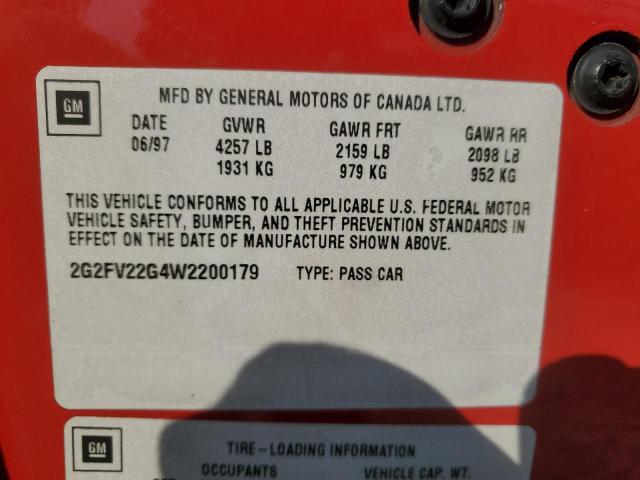 GM
MFD BY GENERAL MOTORS OF CANADA LTD.
DATE GVWR GAWR FRT GAWR RR
06/97 4257 LB 2159 LB 2098 LB
1931 KG 979 KG 952 KG
THIS VEHICLE CONFORMS TO ALL APPLICABLE U.S. FEDERAL MOTOR
VEHICLE SAFETY, BUMPER, AND THEFT PREVENTION STANDARDS IN
EFFECT ON THE DATE OF MANUFACTURE SHOWN ABOVE.
2G2FV22G4W2200179 TYPE: PASS CAR
GM
TIRE-LOADING INFORMATION
OCCUPANTS VEHICLE CAP. WT.